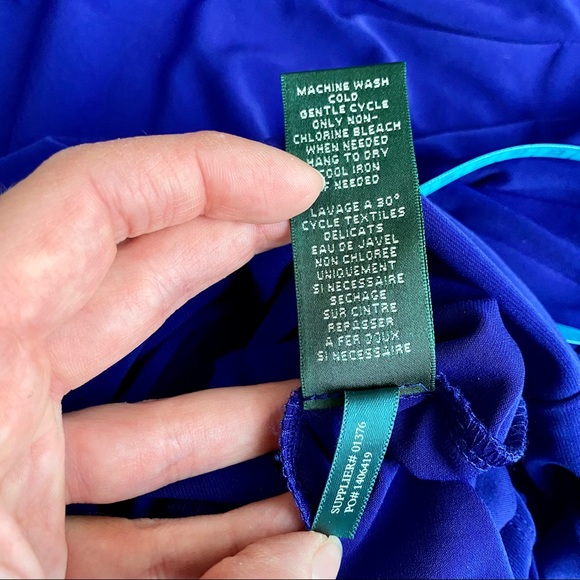 MACHINE WASH
COLD
GENTLE CYCLE
ONLY NON-
CHLORINE BLEACH
WHEN NEEDED
HANG TO DRY
COOL IRON
IF NEEDED
LAVAGE A 30°
CYCLE TEXTILES
DELICATS
EAU DE JAVEL
NON CHLORÉE
UNIQUEMENT
SI NECESSAIRE
SECHAGE
SUR CINTRE
REPASSER
A FER DOUX
SI NECESSAIRE
SUPPLIER# 01376
PO# 1406419